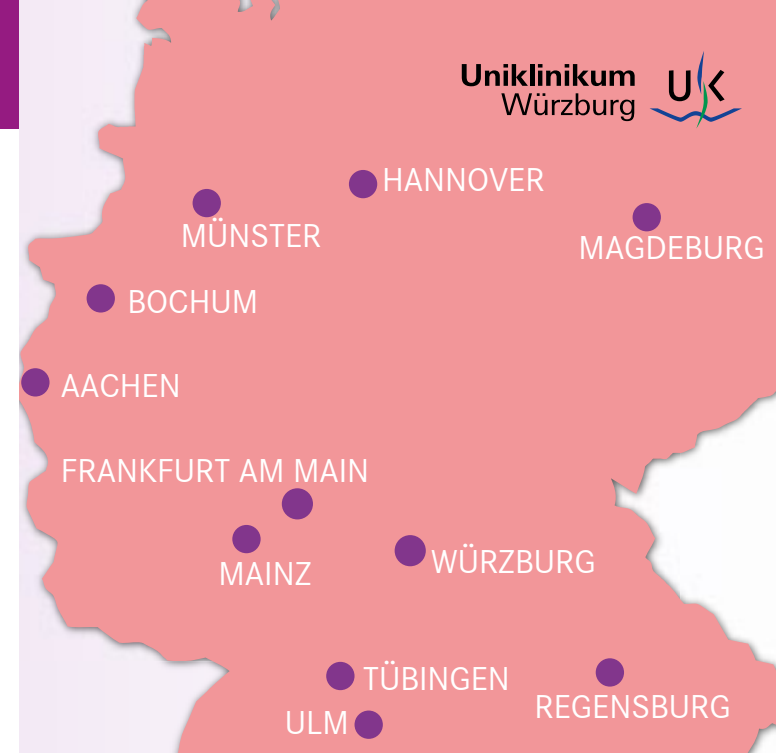 Uniklinikum
Würzburg
UK
HANNOVER
MÜNSTER
MAGDEBURG
BOCHUM
AACHEN
FRANKFURT AM MAIN
MAINZ
WÜRZBURG
TÜBINGEN
REGENSBURG
ULM